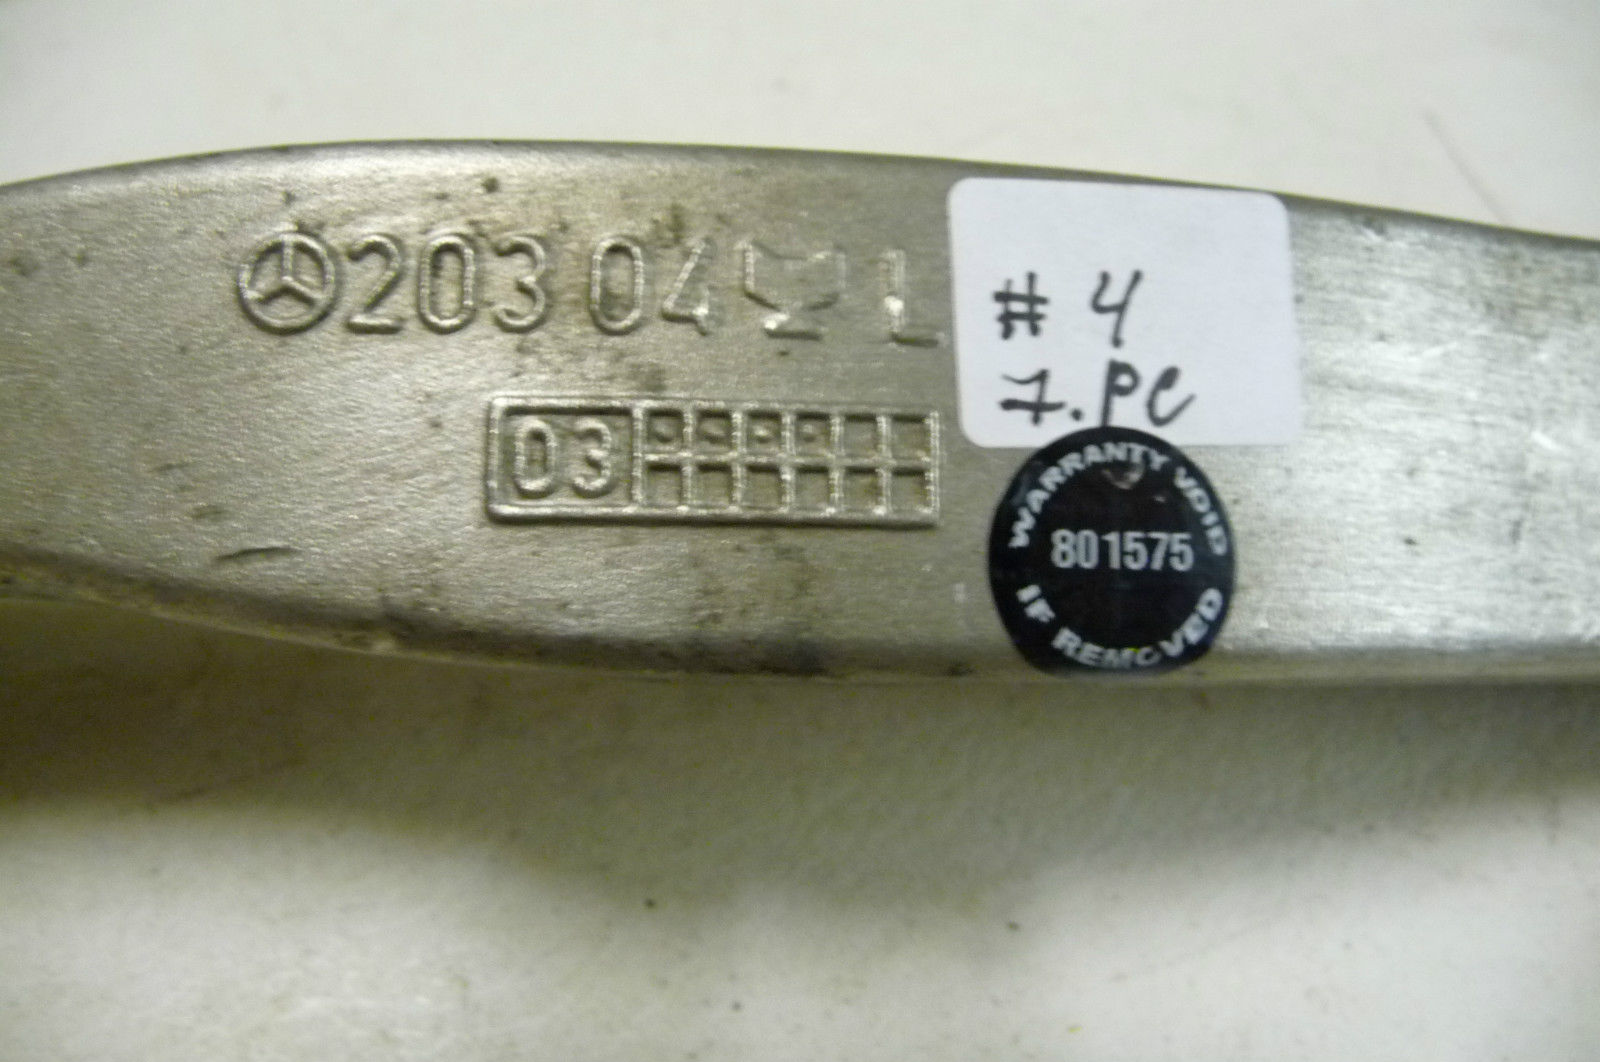 203 04 L
03
# 4
7. pc
WARRANTY VOID
801575
IF REMOVED